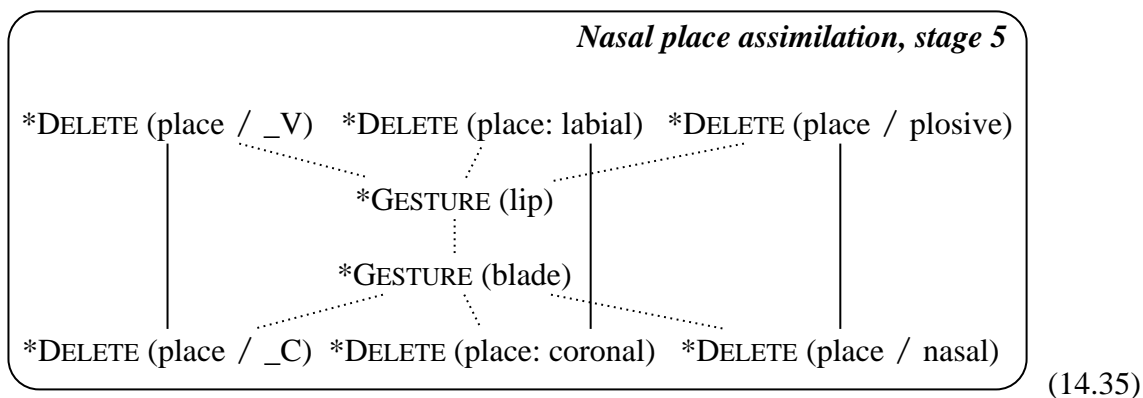 Nasal place assimilation, stage 5
*DELETE (place / _V) *DELETE (place: labial) *DELETE (place / plosive)
*GESTURE (lip)
*GESTURE (blade)
*DELETE (place / _C) *DELETE (place: coronal) *DELETE (place / nasal)
(14.35)